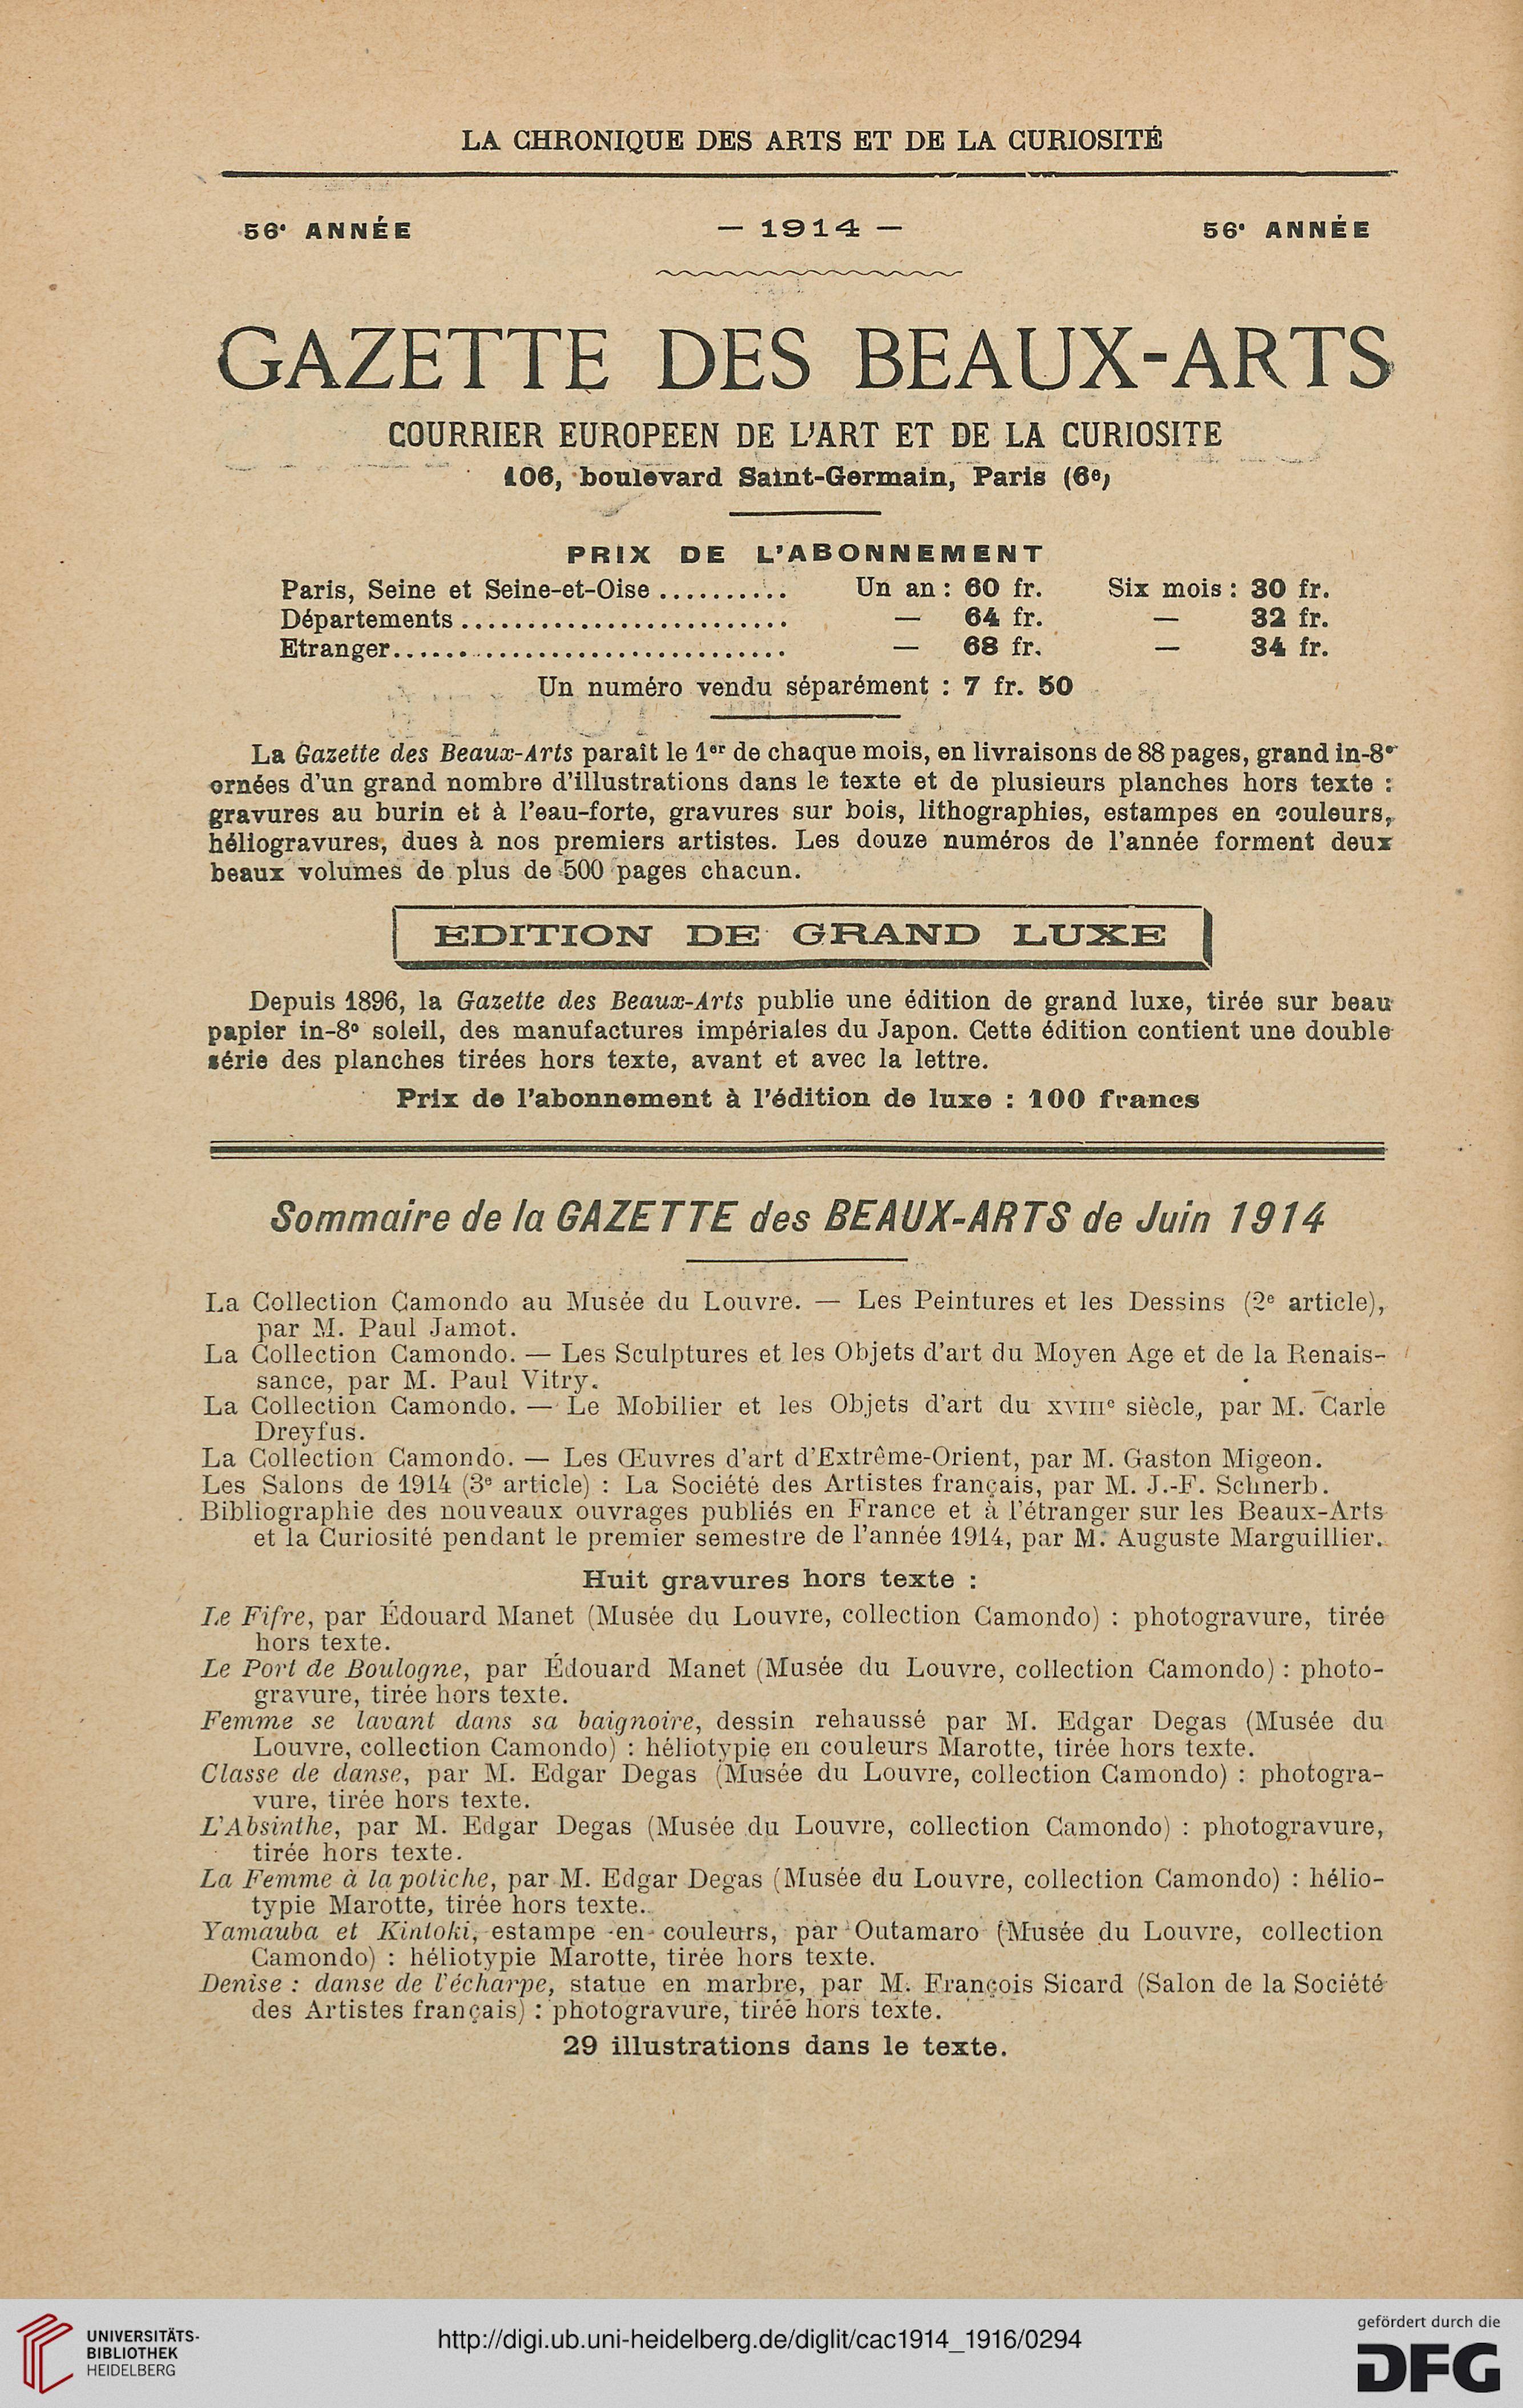 LA CHRONIQUE DES ARTS ET DE LA CURIOSITÉ
56e ANNÉE — 1914 — 56e ANNÉE
GAZETTE DES BEAUX-ARTS
COURRIER EUROPEEN DE L'ART ET DE LA CURIOSITE
106, boulevard Saint-Germain, Paris (6e)
PRIX DE L'ABONNEMENT
Paris, Seine et Seine-et-Oise .......... Un an : 60 fr. Six mois : 30 fr.
Départements ......................... — 64 fr. — 32 fr.
Etranger.............................. — 68 fr. — 34 fr.
Un numéro vendu séparément : 7 fr. 50
La Gazette des Beaux-Arts paraît le 1er de chaque mois, en livraisons de 88 pages, grand in-8°
ornées d'un grand nombre d'illustrations dans le texte et de plusieurs planches hors texte :
gravures au burin et à l'eau-forte, gravures sur bois, lithographies, estampes en couleurs,
héliogravures, dues à nos premiers artistes. Les douze numéros de l'année forment deux
beaux volumes de plus de 500 pages chacun.
EDITION DE GRAND LUXE
Depuis 1896, la Gazette des Beaux-Arts publie une édition de grand luxe, tirée sur beau
papier in-8° soleil, des manufactures impériales du Japon. Cette édition contient une double
série des planches tirées hors texte, avant et avec la lettre.
Prix de l'abonnement à l'édition de luxe : 100 francs
Sommaire de la GAZETTE des BEAUX-ARTS de Juin 1914
La Collection Camondo au Musée du Louvre. — Les Peintures et les Dessins (2e article),
par M. Paul Jamot.
La Collection Camondo. — Les Sculptures et les Objets d'art du Moyen Age et de la Renais-
sance, par M. Paul Vitry.
La Collection Camondo. — Le Mobilier et les Objets d'art du XVIIIe siècle, par M. Carle
Dreyfus.
La Collection Camondo. — Les Œuvres d'art d'Extrême-Orient, par M. Gaston Migeon.
Les Salons de 1914 (3e article) : La Société des Artistes français, par M. J.-F. Schnerb.
Bibliographie des nouveaux ouvrages publiés en France et à l'étranger sur les Beaux-Arts
et la Curiosité pendant le premier semestre de l'année 1914, par M. Auguste Marguillier.
Huit gravures hors texte :
Le Fifre, par Édouard Manet (Musée du Louvre, collection Camondo) : photogravure, tirée
hors texte.
Le Port de Boulogne, par Édouard Manet (Musée du Louvre, collection Camondo) : photo-
gravure, tirée hors texte.
Femme se lavant dans sa baignoire, dessin rehaussé par M. Edgar Degas (Musée du
Louvre, collection Camondo) : héliotypie en couleurs Marotte, tirée hors texte.
Classe de danse, par M. Edgar Degas (Musée du Louvre, collection Camondo) : photogra-
vure, tirée hors texte.
L'Absinthe, par M. Edgar Degas (Musée du Louvre, collection Camondo) : photogravure,
tirée hors texte.
La Femme à la potiche, par M. Edgar Degas (Musée du Louvre, collection Camondo) : hélio-
typie Marotte, tirée hors texte.
Yamauba et Kintoki, estampe en couleurs, par Outamaro (Musée du Louvre, collection
Camondo) : héliotypie Marotte, tirée hors texte.
Denise : danse de l'écharpe, statue en marbre, par M. François Sicard (Salon de la Société
des Artistes français) : photogravure, tirée hors texte.
29 illustrations dans le texte.
UNIVERSITÄTS-
BIBLIOTHEK
HEIDELBERG
http://digi.ub.uni-heidelberg.de/diglit/cac1914_1916/0294
gefördert durch die
DFG